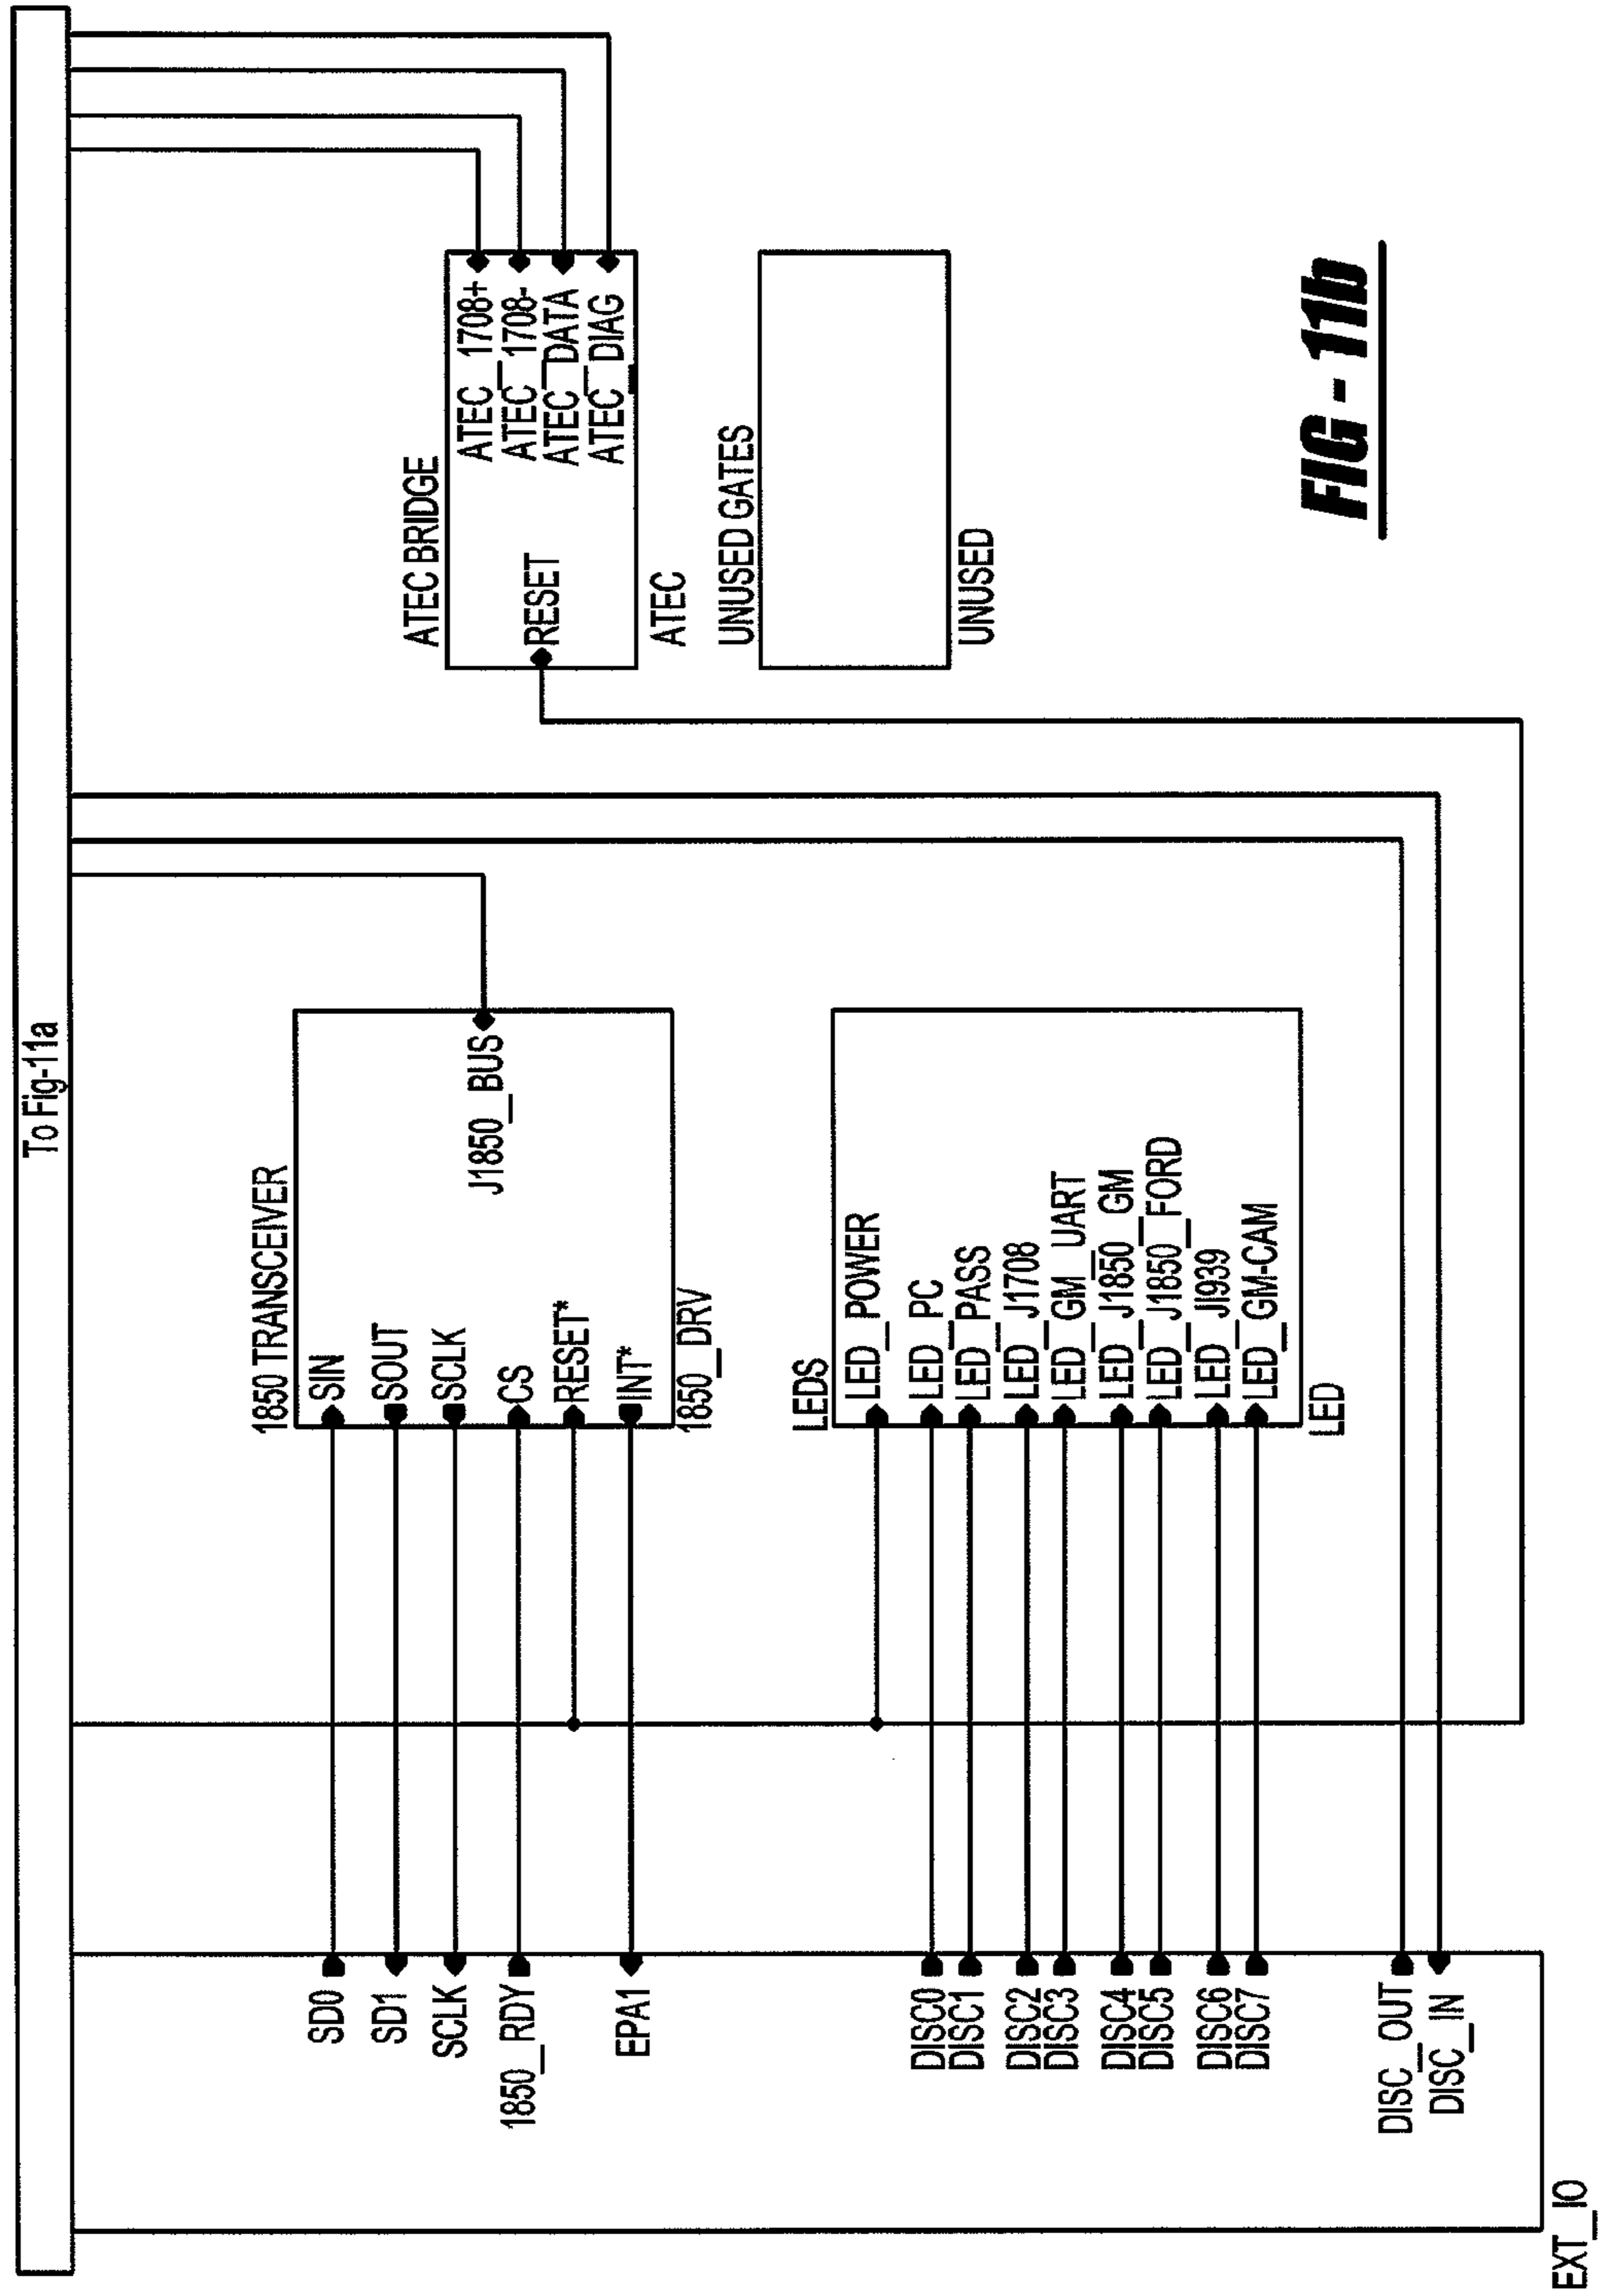 To Fig-11a
EXT_IO
SD0
SD1
SCLK
1850_RDY
EPA1
DISC0
DISC1
DISC2
DISC3
DISC4
DISC5
DISC6
DISC7
DISC_OUT
DISC_IN
1850 TRANSCEIVER
SIN
SOUT
SCLK
CS
RESET*
INT*
J1850_BUS
1850_DRV
LEDS
LED_POWER
LED_PC
LED_PASS
LED_J1708
LED_GM_UART
LED_J1850_GM
LED_J1850_FORD
LED_JI939
LED_GM-CAM
LED
ATEC BRIDGE
RESET
ATEC_1708+
ATEC_1708-
ATEC_DATA
ATEC_DIAG
ATEC
UNUSED GATES
UNUSED
FIG - 11b